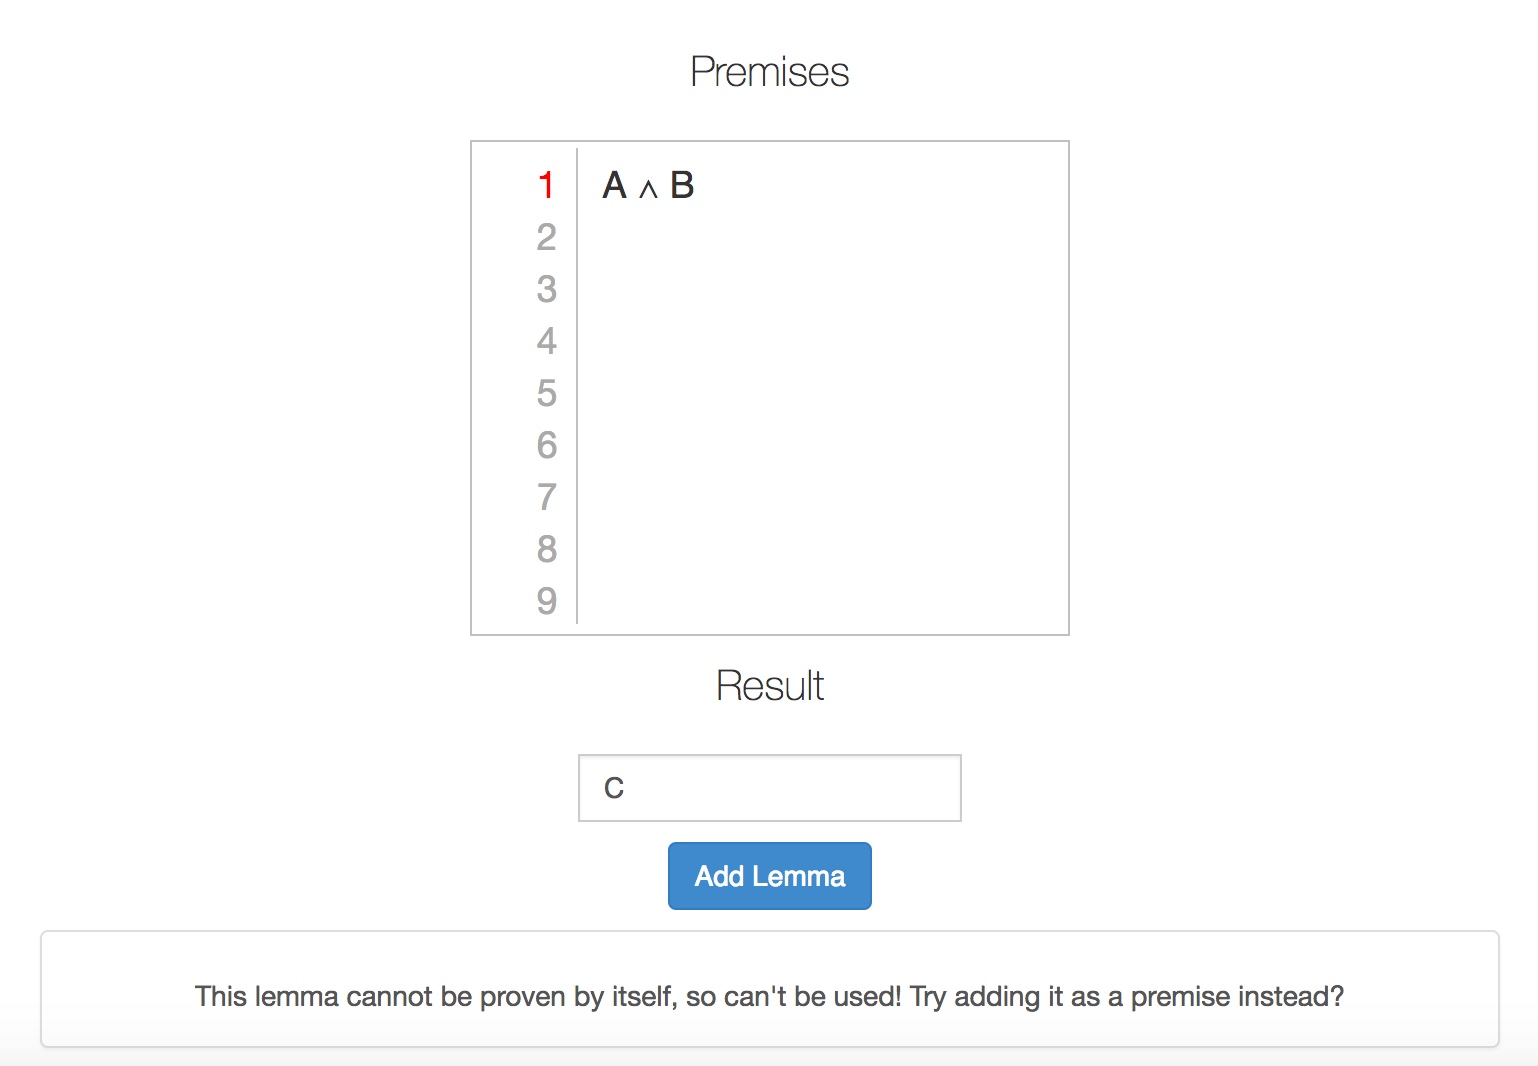 Premises
1 A ∧ B
2
3
4
5
6
7
8
9
Result
C
Add Lemma
This lemma cannot be proven by itself, so can't be used! Try adding it as a premise instead?